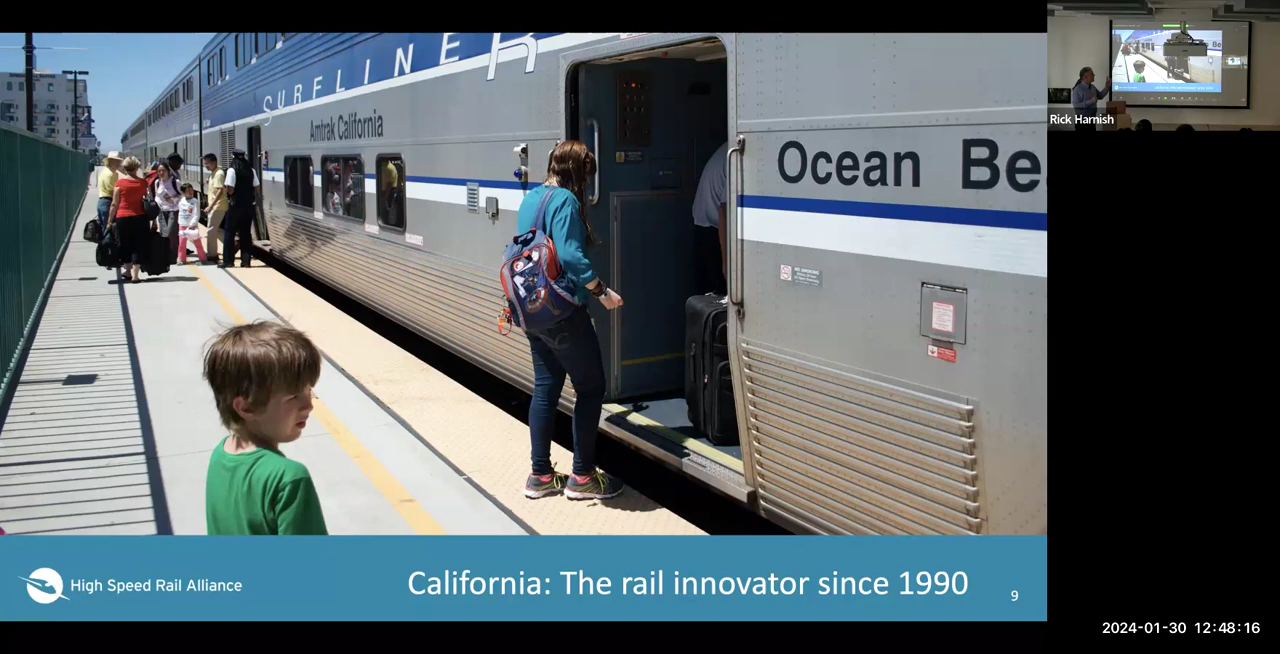 SURFLINER
Amtrak California
Ocean Be
High Speed Rail Alliance
California: The rail innovator since 1990
9
Rick Harnish
2024-01-30 12:48:16